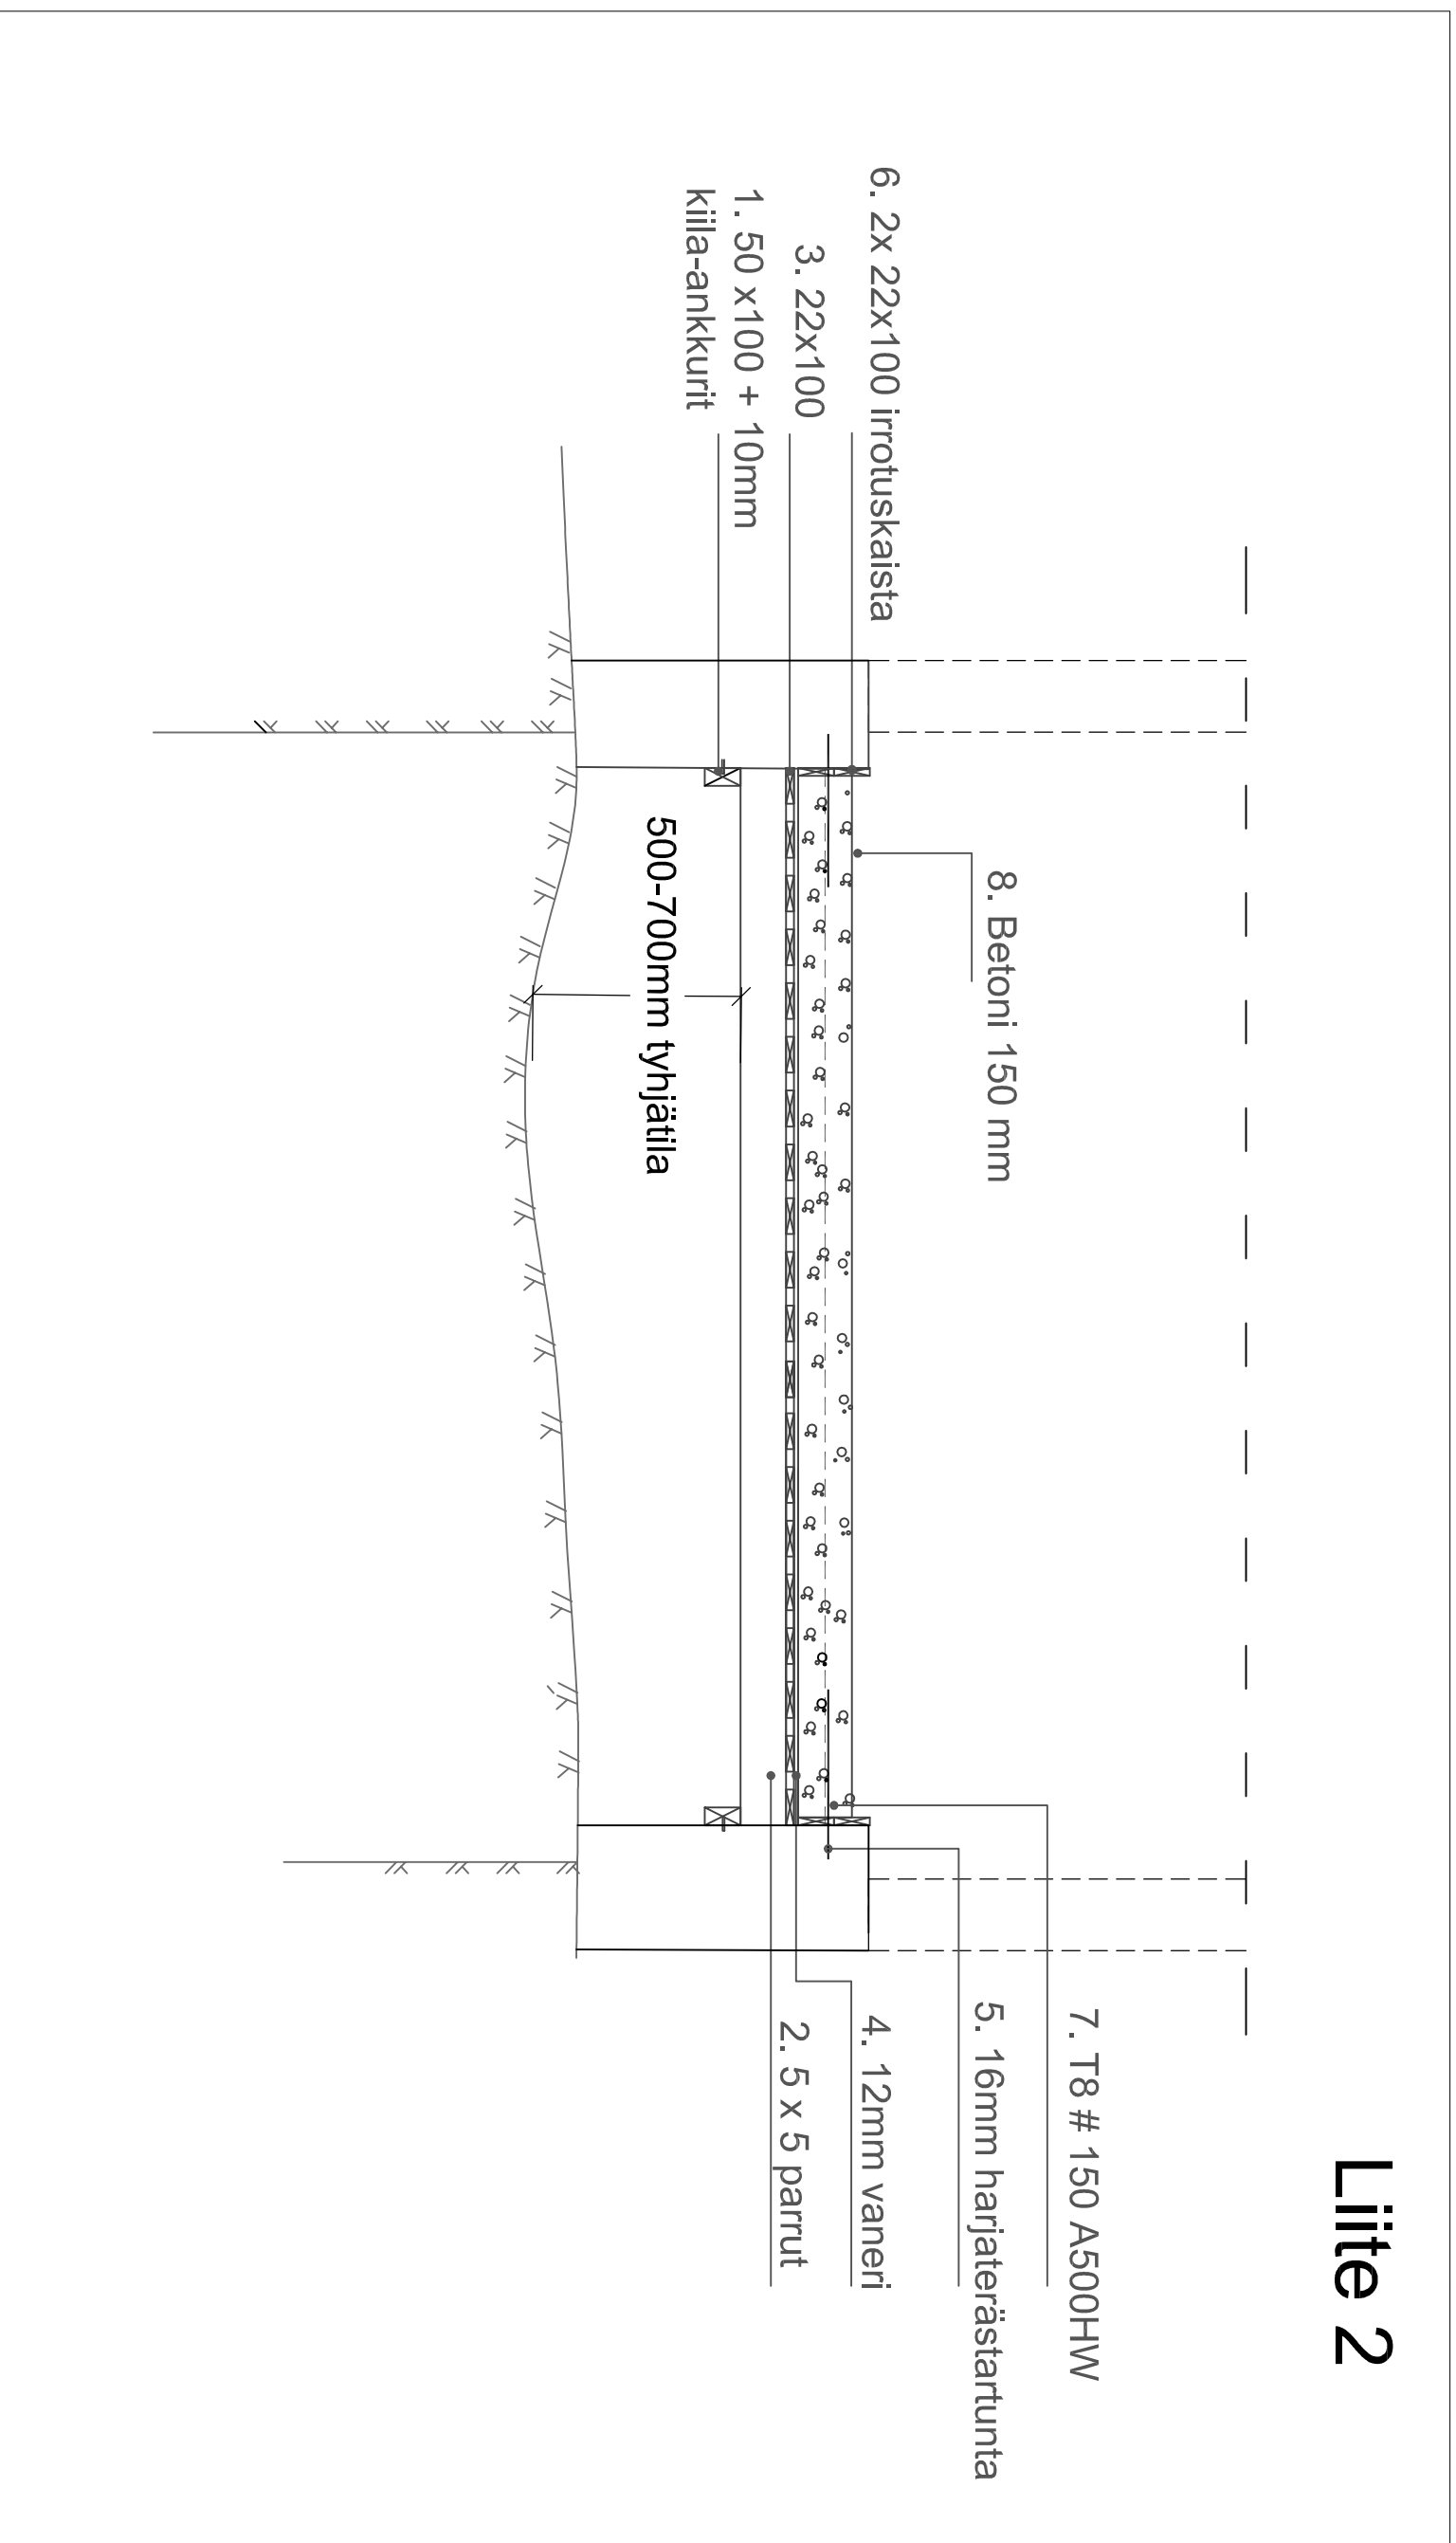 Liite 2
7. T8 # 150 A500HW
5. 16mm harjaterästartunta
8. Betoni 150 mm
6. 2x 22x100 irrotuskaista
4. 12mm vaneri
3. 22x100
2. 5 x 5 parrut
1. 50 x100 + 10mm
kiila-ankkurit
500-700mm tyhjätila